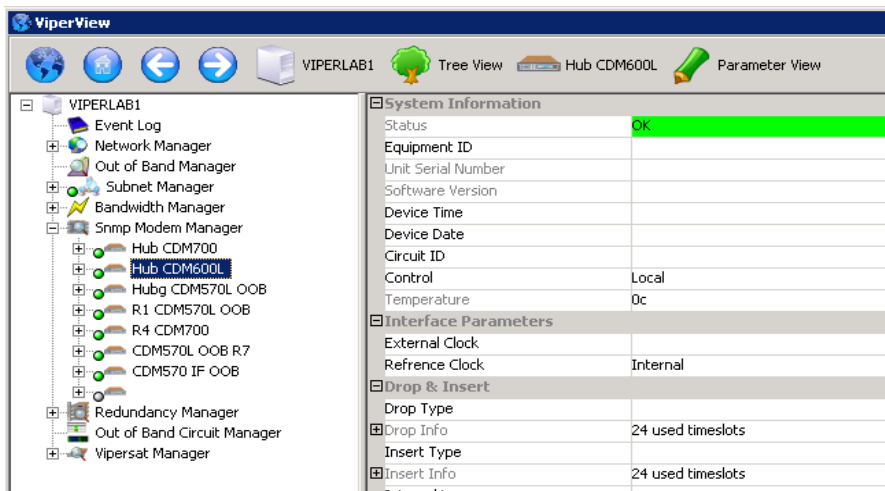 ViperView
VIPERLAB1 Tree View Hub CDM600L Parameter View
VIPERLAB1
Event Log
Network Manager
Out of Band Manager
Subnet Manager
Bandwidth Manager
Snmp Modem Manager
Hub CDM700
Hub CDM600L
Hubg CDM570L OOB
R1 CDM570L OOB
R4 CDM700
CDM570L OOB R7
CDM570 IF OOB
Redundancy Manager
Out of Band Circuit Manager
Vipersat Manager
System Information
Status OK
Equipment ID
Unit Serial Number
Software Version
Device Time
Device Date
Circuit ID
Control Local
Temperature 0c
Interface Parameters
External Clock
Refrence Clock Internal
Drop & Insert
Drop Type
Drop Info 24 used timeslots
Insert Type
Insert Info 24 used timeslots